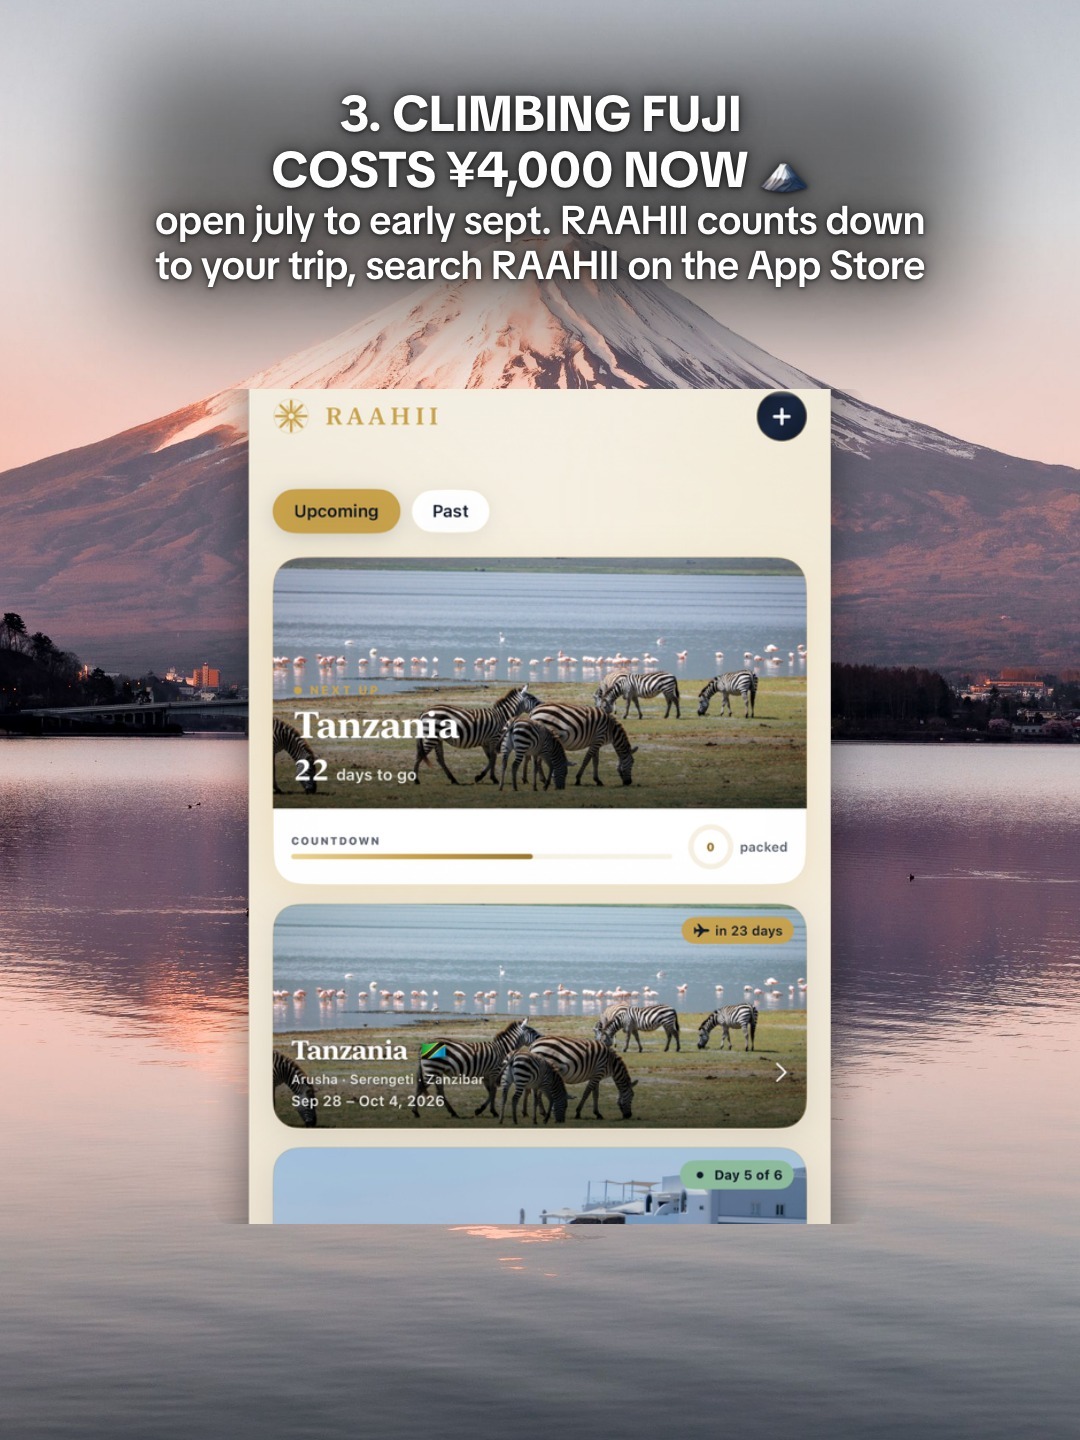 3. CLIMBING FUJI
COSTS ¥4,000 NOW 🗻
open july to early sept. RAAHII counts down
to your trip, search RAAHII on the App Store
RAAHII
+
Upcoming
Past
NEXT UP
Tanzania
22 days to go
COUNTDOWN
0 packed
in 23 days
Tanzania 🇹🇿
Arusha · Serengeti · Zanzibar
Sep 28 – Oct 4, 2026
Day 5 of 6